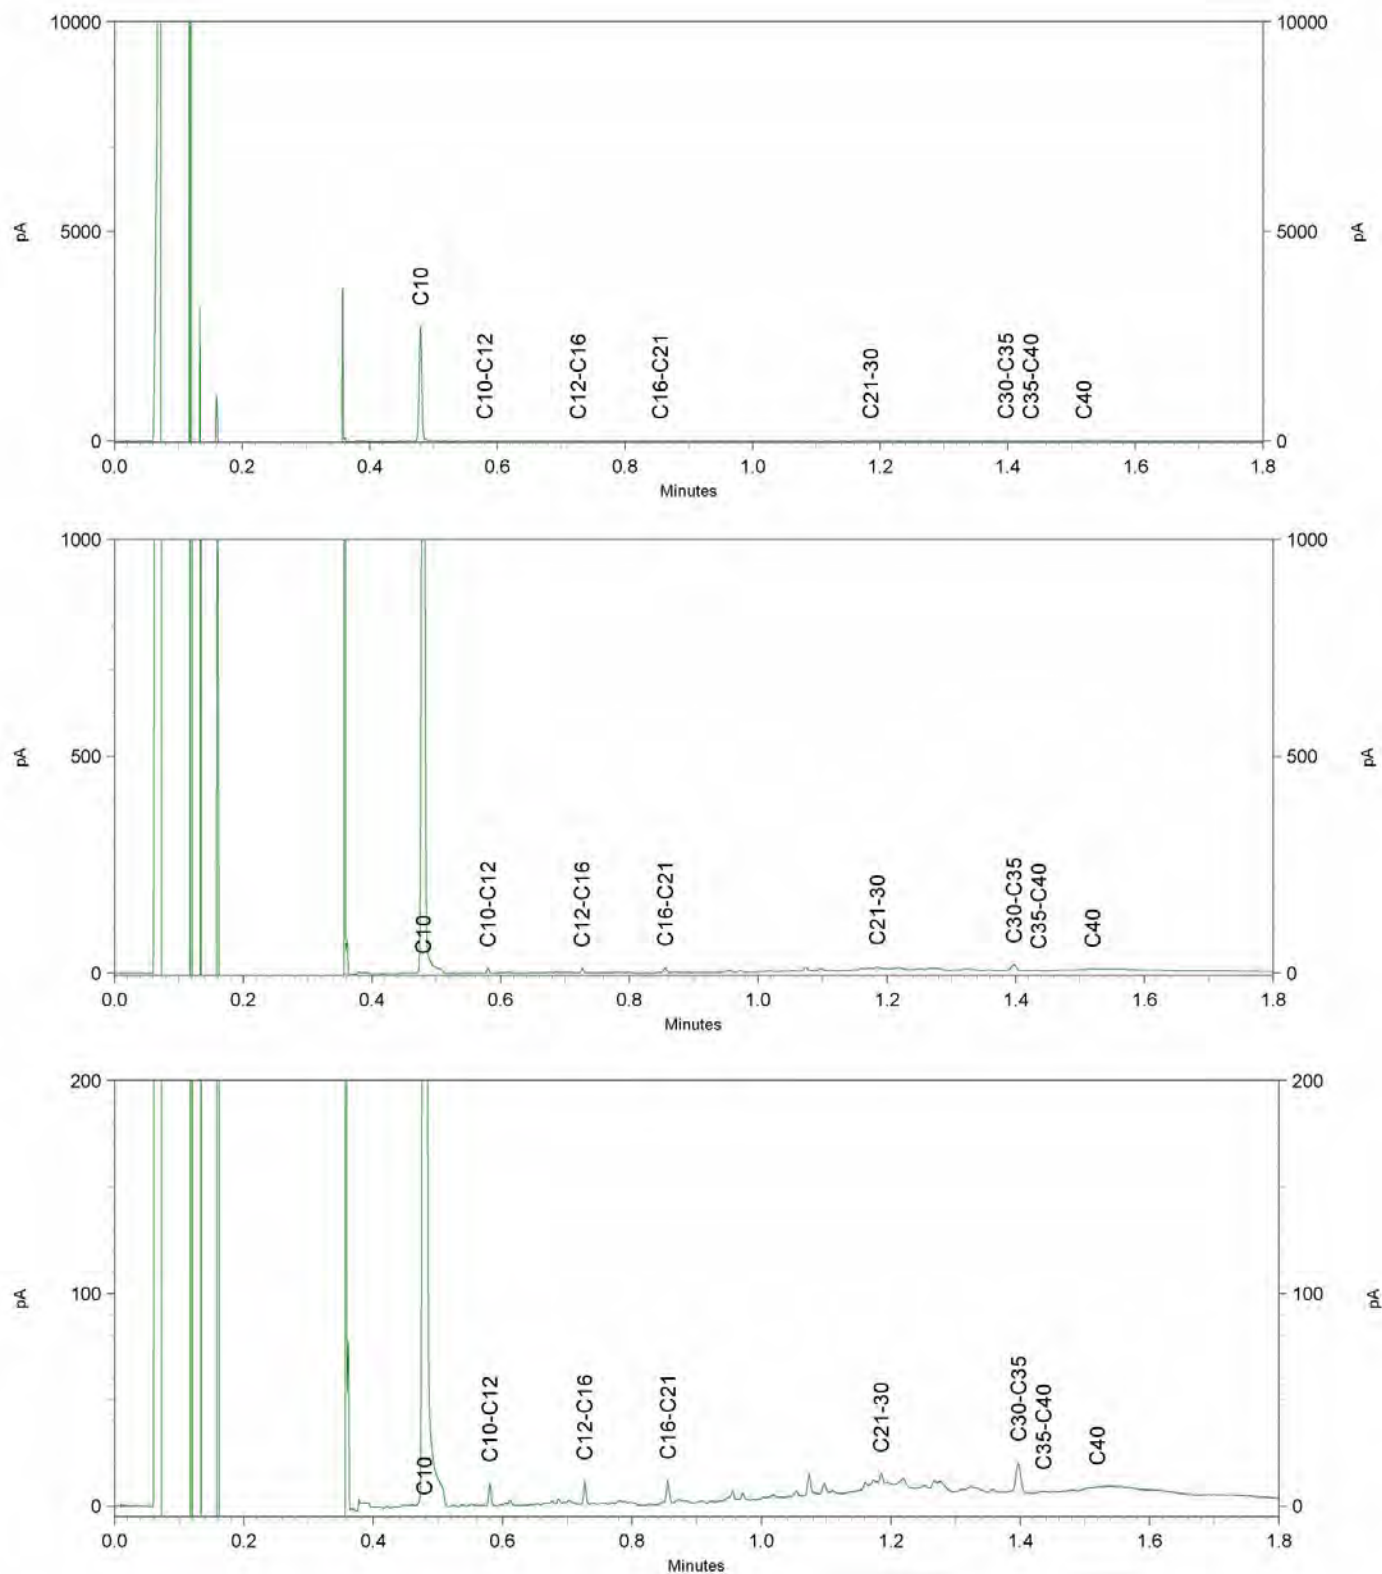 10000 10000
pA 5000 5000 pA
C10
C10-C12 C12-C16 C16-C21 C21-30 C30-C35 C35-C40 C40
0 0
0.0 0.2 0.4 0.6 0.8 1.0 1.2 1.4 1.6 1.8
Minutes
1000 1000
pA 500 500 pA
C10 C10-C12 C12-C16 C16-C21 C21-30 C30-C35 C35-C40 C40
0 0
0.0 0.2 0.4 0.6 0.8 1.0 1.2 1.4 1.6 1.8
Minutes
200 200
pA 100 100 pA
C10 C10-C12 C12-C16 C16-C21 C21-30 C30-C35 C35-C40 C40
0 0
0.0 0.2 0.4 0.6 0.8 1.0 1.2 1.4 1.6 1.8
Minutes